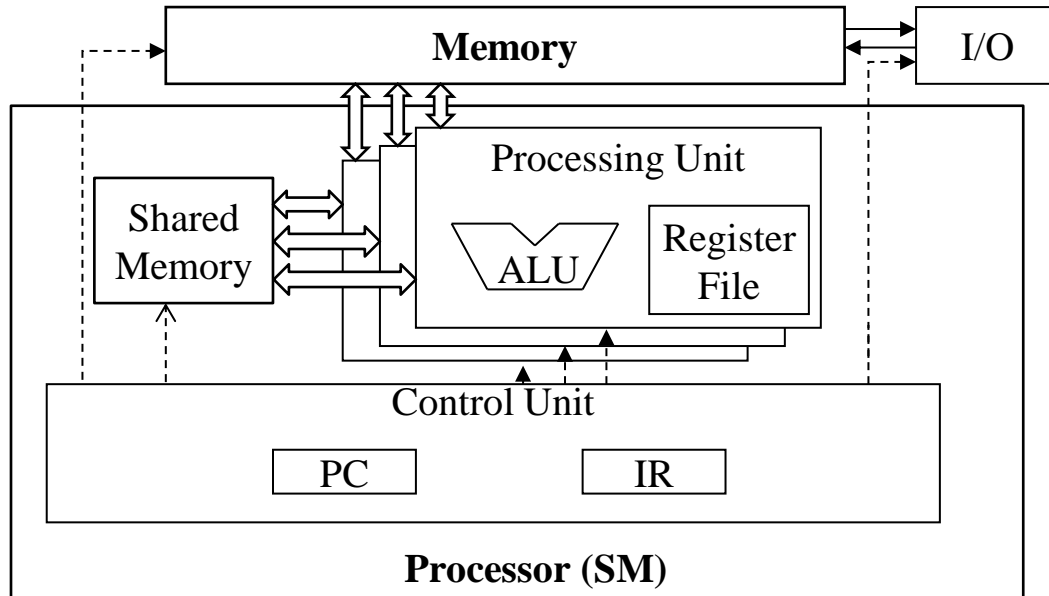 Memory
I/O
Processing Unit
Shared
Memory
ALU
Register
File
Control Unit
PC
IR
Processor (SM)